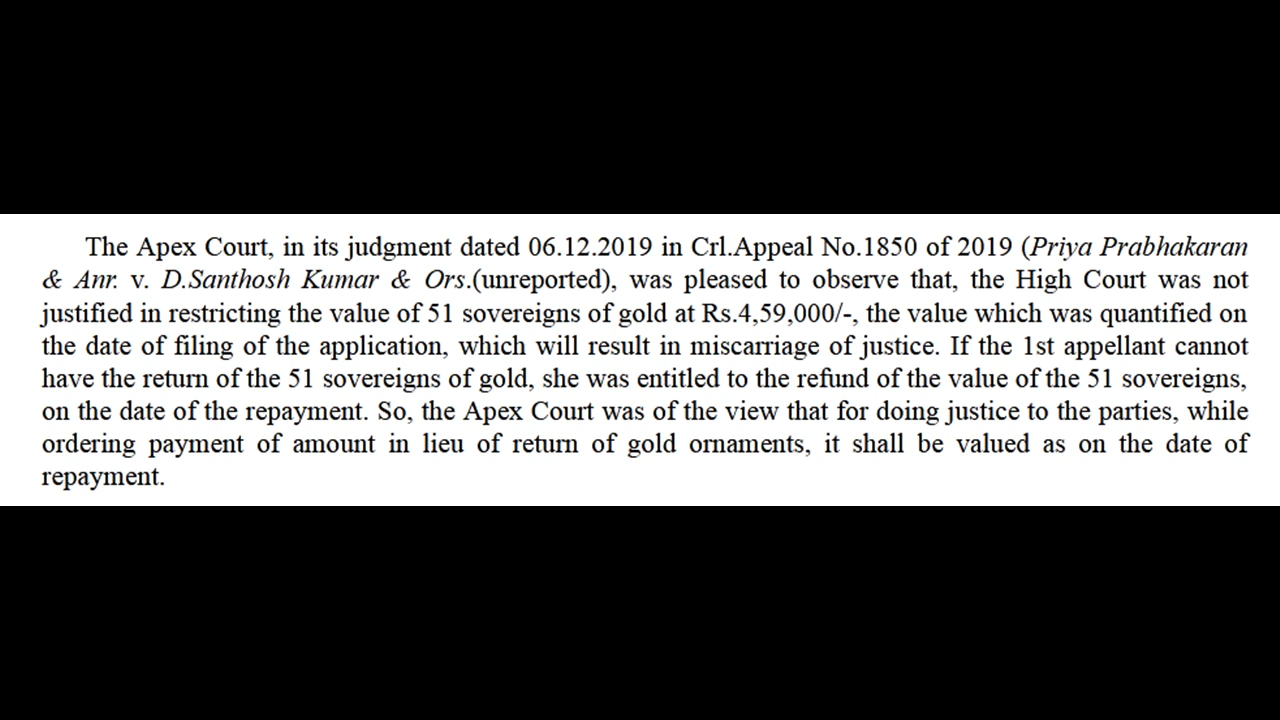 The Apex Court, in its judgment dated 06.12.2019 in Crl.Appeal No.1850 of 2019 (Priya Prabhakaran
& Anr. v. D.Santhosh Kumar & Ors.(unreported), was pleased to observe that, the High Court was not
justified in restricting the value of 51 sovereigns of gold at Rs.4,59,000/-, the value which was quantified on
the date of filing of the application, which will result in miscarriage of justice. If the 1st appellant cannot
have the return of the 51 sovereigns of gold, she was entitled to the refund of the value of the 51 sovereigns,
on the date of the repayment. So, the Apex Court was of the view that for doing justice to the parties, while
ordering payment of amount in lieu of return of gold ornaments, it shall be valued as on the date of
repayment.